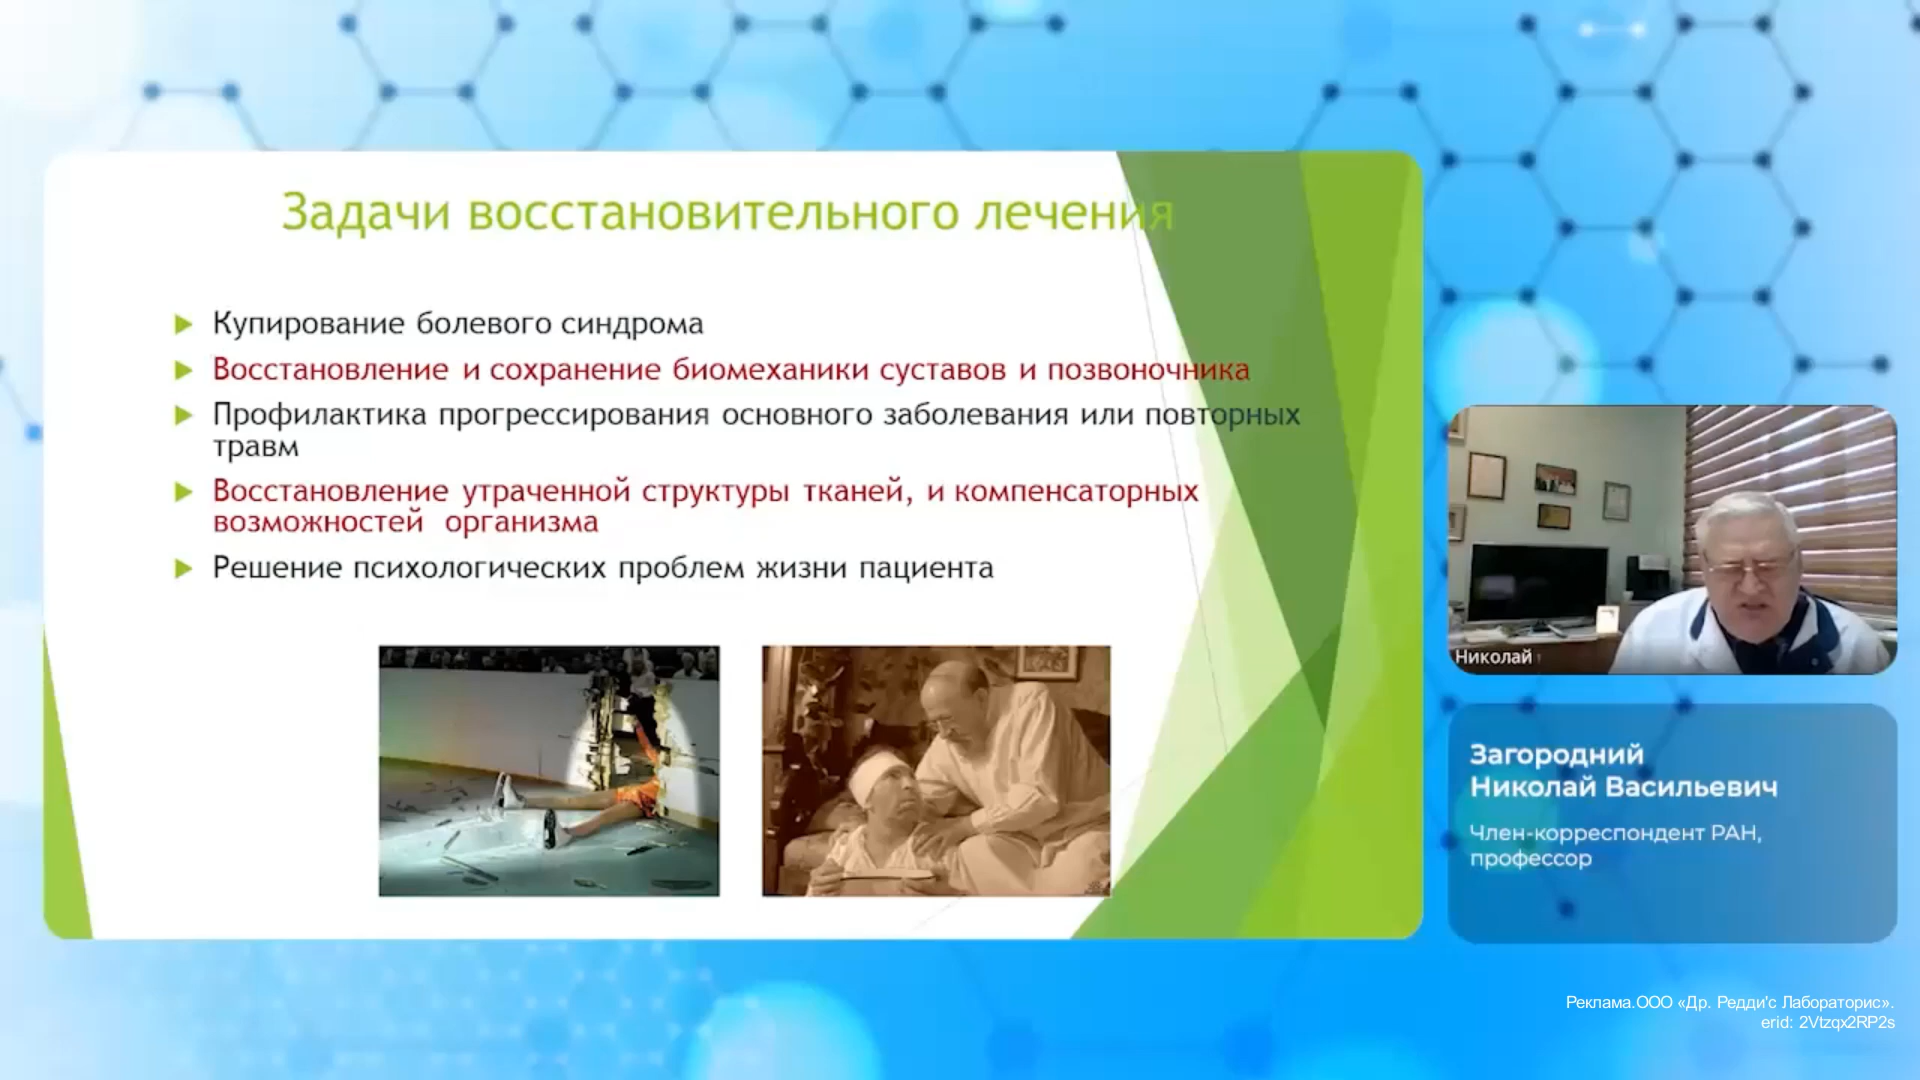 Задачи восстановительного лечения
Купирование болевого синдрома
Восстановление и сохранение биомеханики суставов и позвоночника
Профилактика прогрессирования основного заболевания или повторных
травм
Восстановление утраченной структуры тканей, и компенсаторных
возможностей организма
Решение психологических проблем жизни пациента
Николай
Загородний
Николай Васильевич
Член-корреспондент РАН,
профессор
Реклама.ООО «Др. Редди'с Лабораторис».
erid: 2Vtzqx2RP2s